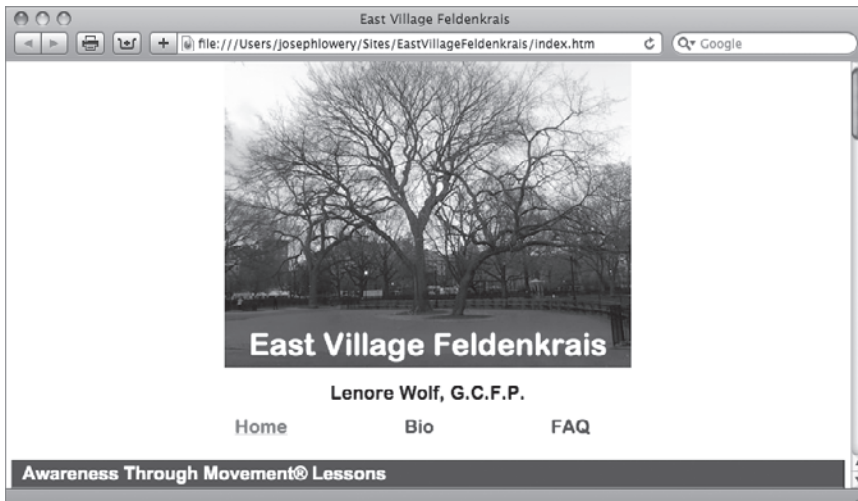 East Village Feldenkrais
file:///Users/josephlowery/Sites/EastVillageFeldenkrais/index.htm
Google
East Village Feldenkrais
Lenore Wolf, G.C.F.P.
Home Bio FAQ
Awareness Through Movement® Lessons